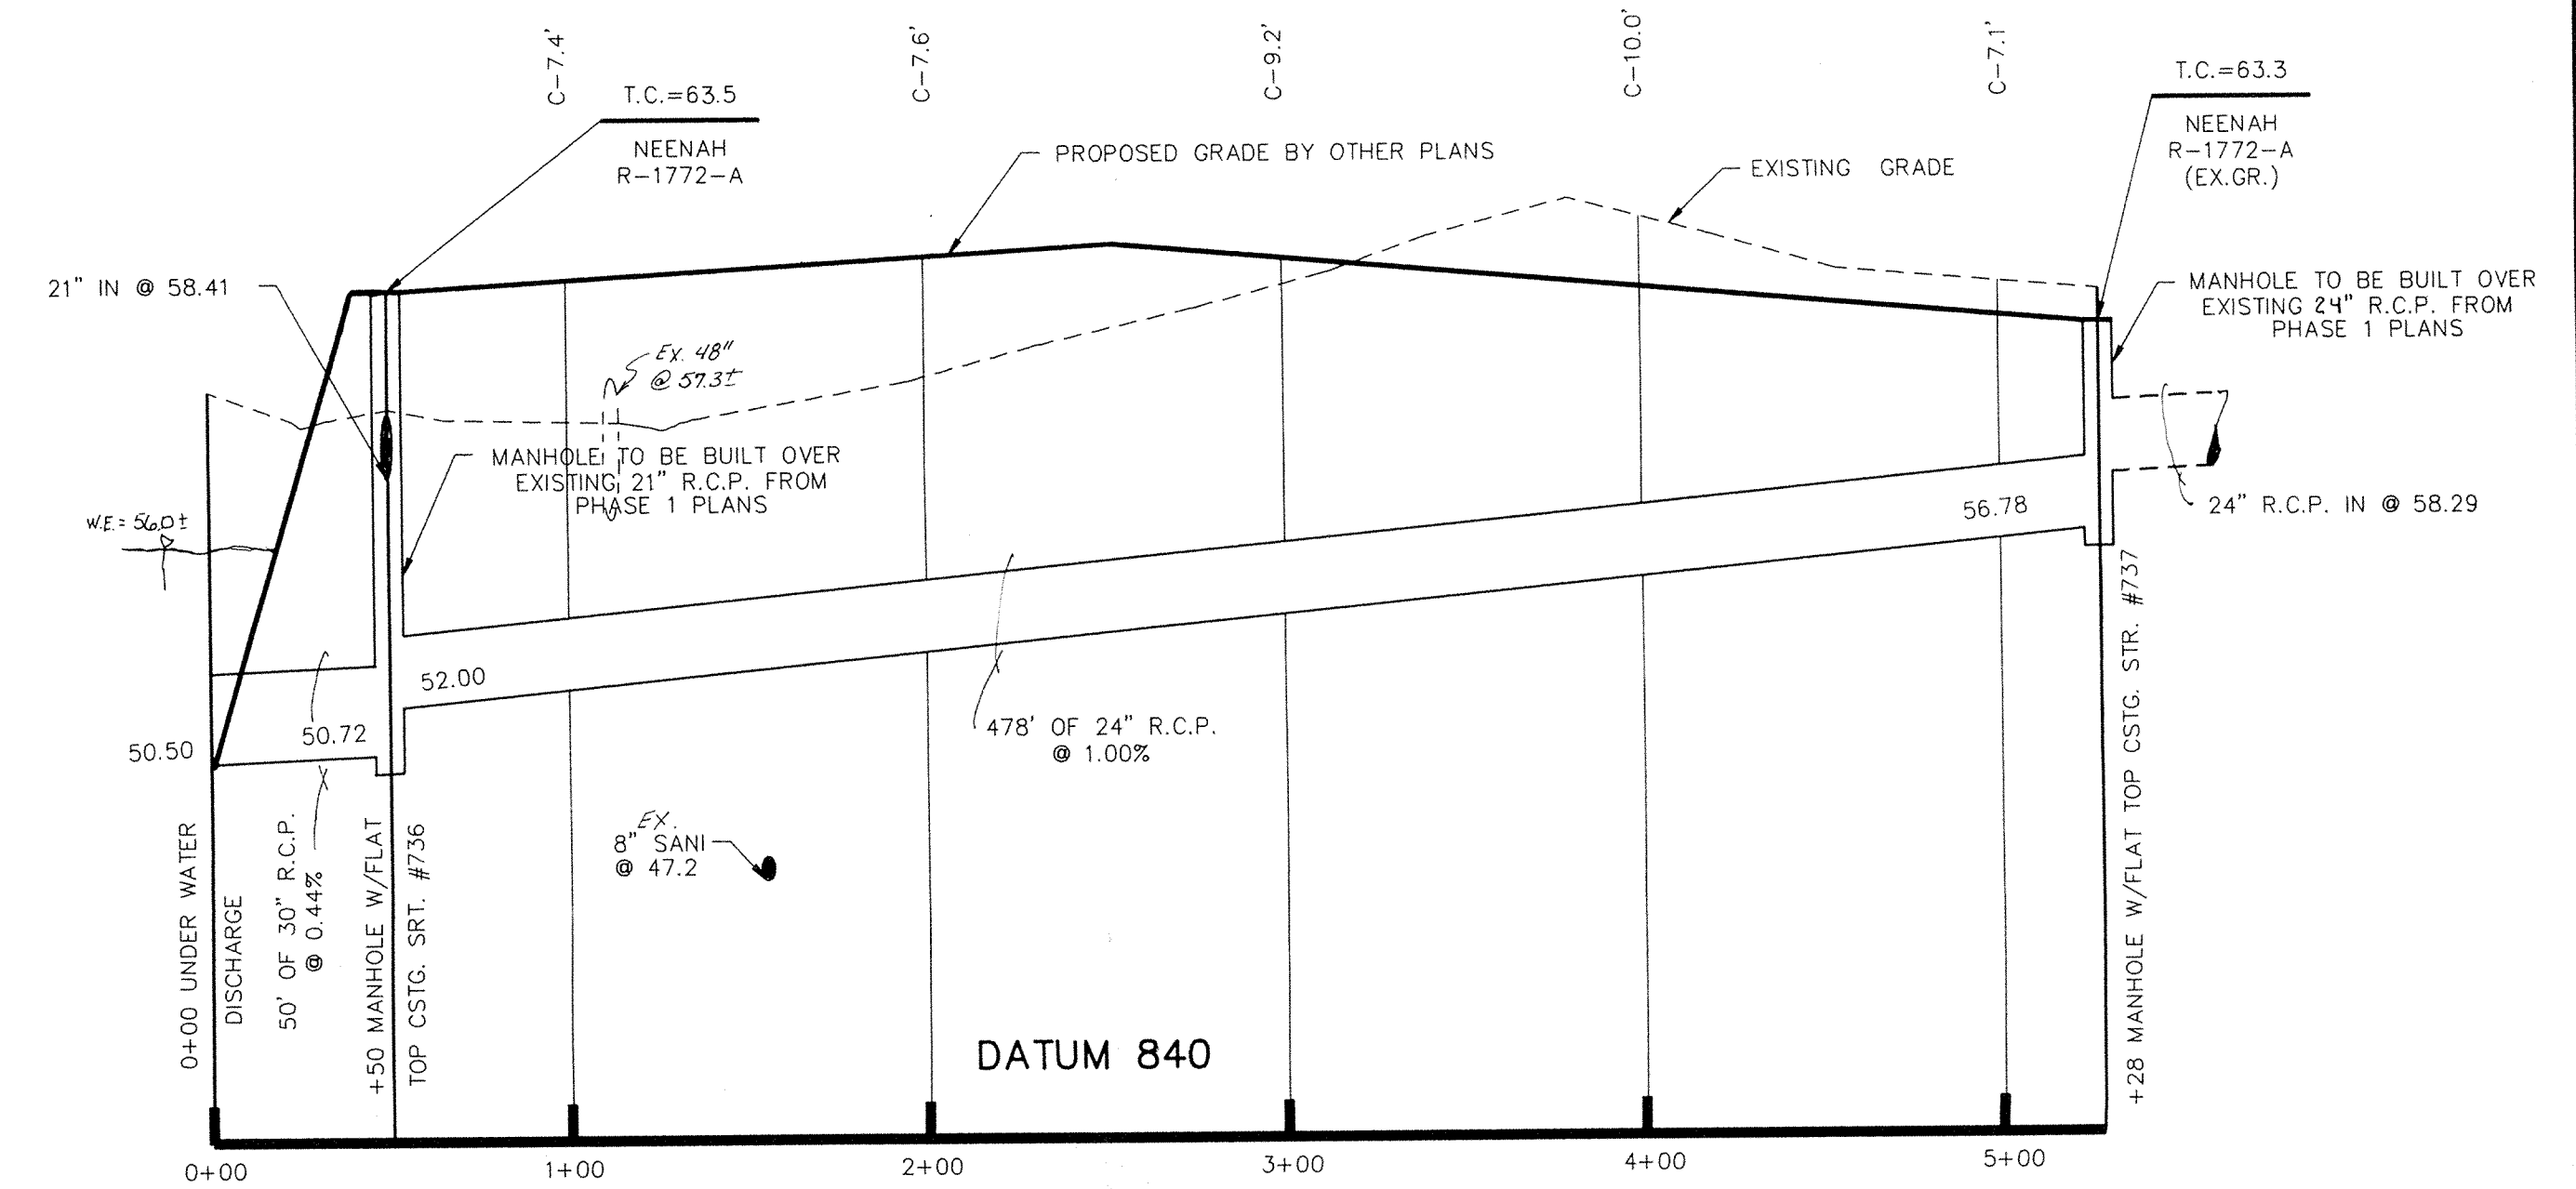 C-7.4'
C-7.6'
C-9.2'
C-10.0'
C-7.1'
T.C.=63.5
NEENAH
R-1772-A
PROPOSED GRADE BY OTHER PLANS
EXISTING GRADE
T.C.=63.3
NEENAH
R-1772-A
(EX.GR.)
21" IN @ 58.41
MANHOLE TO BE BUILT OVER
EXISTING 24" R.C.P. FROM
PHASE 1 PLANS
EX. 48"
@ 57.3±
MANHOLE TO BE BUILT OVER
EXISTING 21" R.C.P. FROM
PHASE 1 PLANS
W.E.= 56.0±
56.78
24" R.C.P. IN @ 58.29
52.00
50.72
50.50
478' OF 24" R.C.P.
@ 1.00%
EX.
8" SANI
@ 47.2
0+00 UNDER WATER
DISCHARGE
50' OF 30" R.C.P.
@ 0.44%
+50 MANHOLE W/FLAT
TOP CSTG. SRT. #736
+28 MANHOLE W/FLAT TOP CSTG. STR. #737
DATUM 840
0+00
1+00
2+00
3+00
4+00
5+00